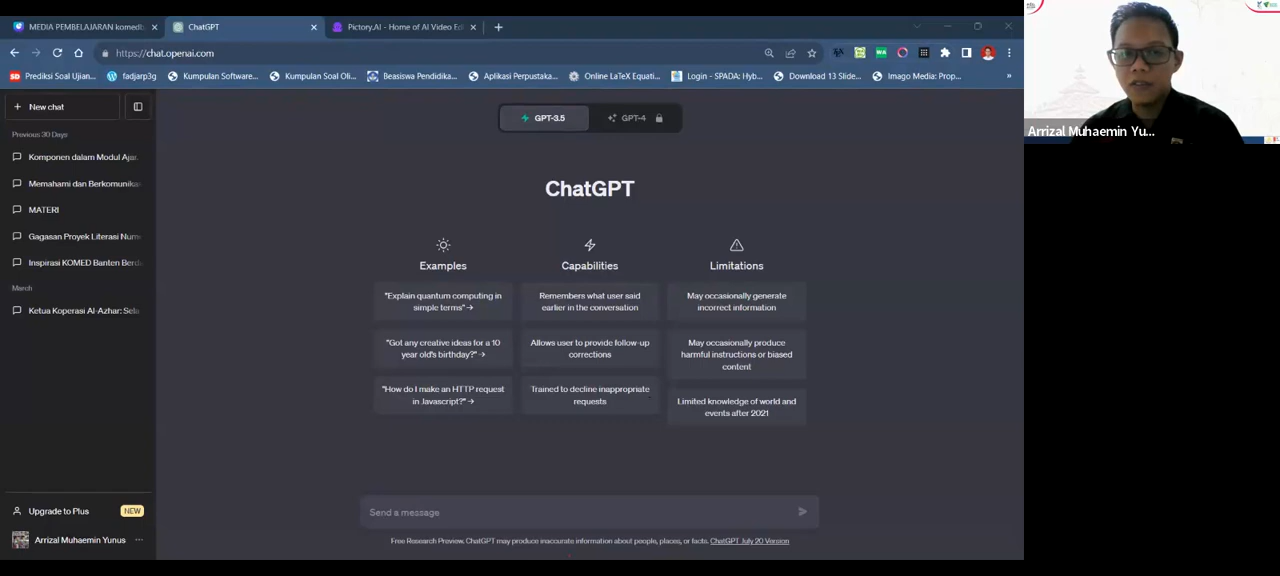 MEDIA PEMBELAJARAN komedb
ChatGPT
Pictory.AI - Home of AI Video Edi
https://chat.openai.com
Prediksi Soal Ujian...
fadjarp3g
Kumpulan Software...
Kumpulan Soal Oli...
Beasiswa Pendidika...
Aplikasi Perpustaka...
Online LaTeX Equati...
Login - SPADA: Hyb...
Download 13 Slide...
Imago Media: Prop...
»
New chat
Previous 30 Days
Komponen dalam Modul Ajar.
Memahami dan Berkomunika
MATERI
Gagasan Proyek Literasi Num
Inspirasi KOMED Banten Berd
March
Ketua Koperasi Al-Azhar: Sela
Upgrade to Plus
NEW
Arrizal Muhaemin Yunus
GPT-3.5
GPT-4
ChatGPT
Examples
"Explain quantum computing in
simple terms" →
"Got any creative ideas for a 10
year old's birthday?" →
"How do I make an HTTP request
in Javascript?" →
Capabilities
Remembers what user said
earlier in the conversation
Allows user to provide follow-up
corrections
Trained to decline inappropriate
requests
Limitations
May occasionally generate
incorrect information
May occasionally produce
harmful instructions or biased
content
Limited knowledge of world and
events after 2021
Send a message
Free Research Preview. ChatGPT may produce inaccurate information about people, places, or facts. ChatGPT July 20 Version
Arrizal Muhaemin Yu...